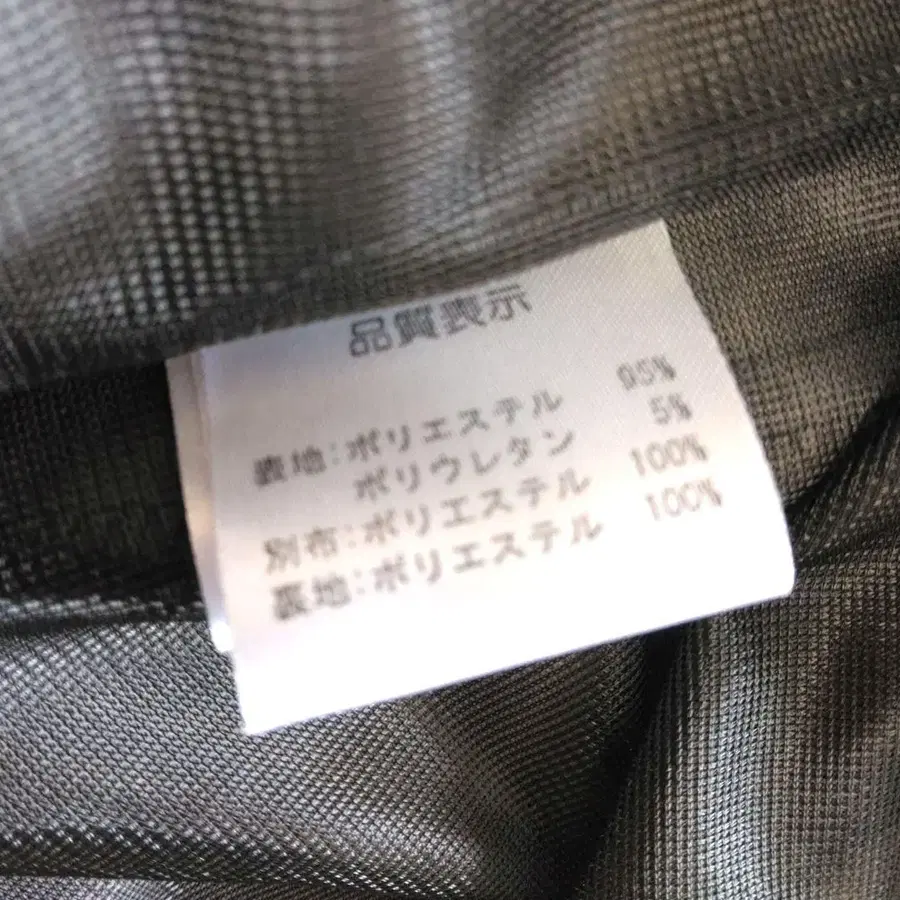 品質表示
表地:ポリエステル 95%
ポリウレタン 5%
別布:ポリエステル 100%
裏地:ポリエステル 100%